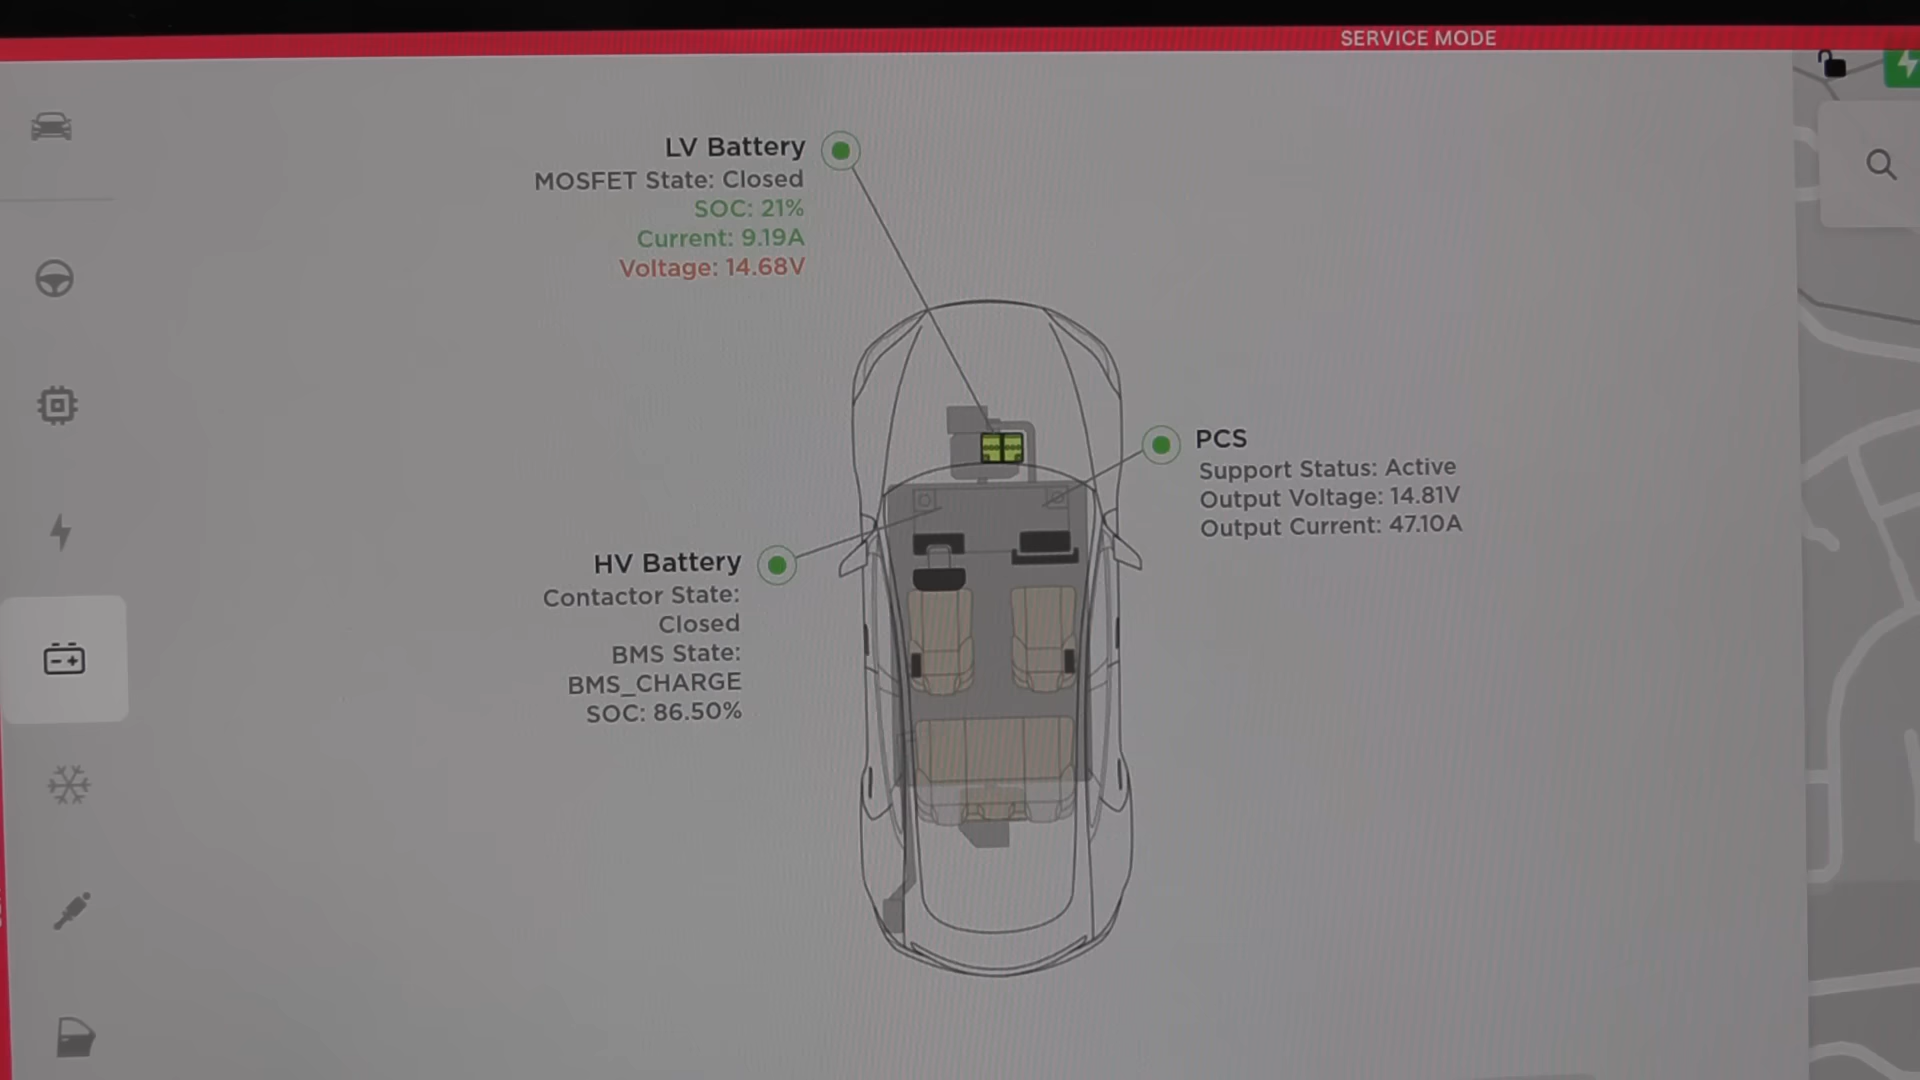 SERVICE MODE
LV Battery
MOSFET State: Closed
SOC: 21%
Current: 9.19A
Voltage: 14.68V
PCS
Support Status: Active
Output Voltage: 14.81V
Output Current: 47.10A
HV Battery
Contactor State:
Closed
BMS State:
BMS_CHARGE
SOC: 86.50%